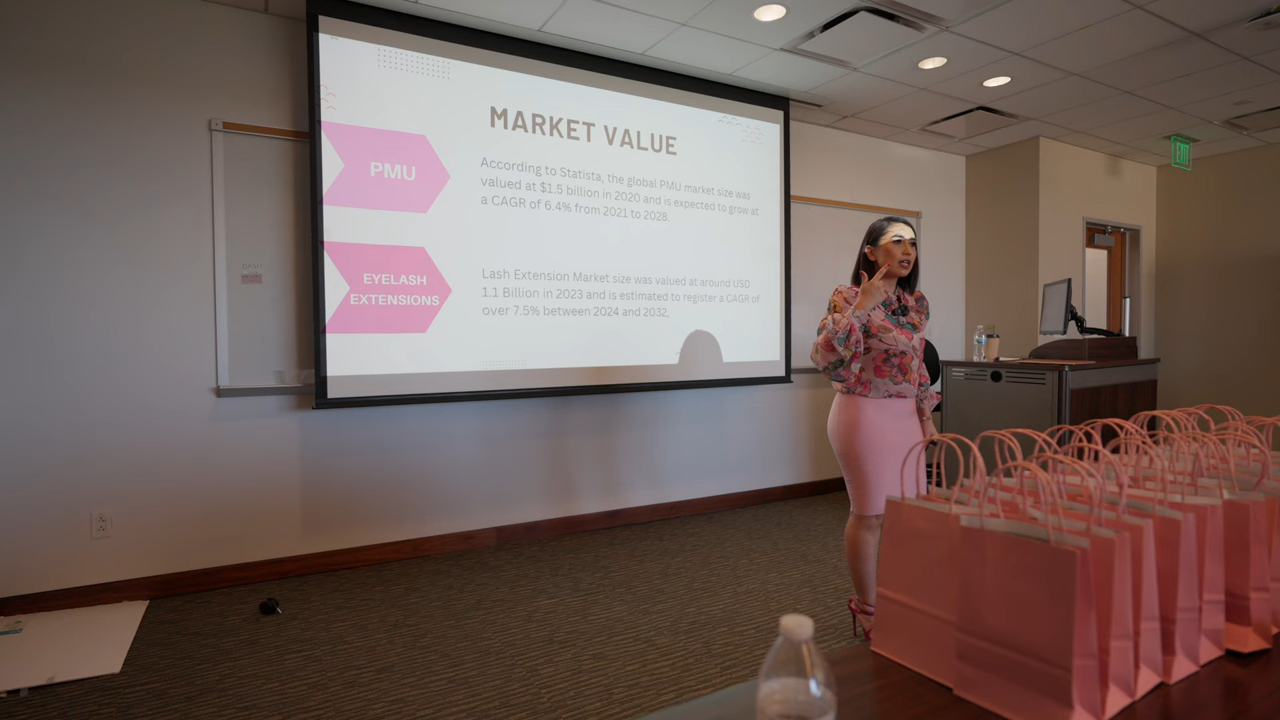 MARKET VALUE
PMU
According to Statista, the global PMU market size was
valued at $1.5 billion in 2020 and is expected to grow at
a CAGR of 6.4% from 2021 to 2028.
EYELASH
EXTENSIONS
Lash Extension Market size was valued at around USD
1.1 Billion in 2023 and is estimated to register a CAGR of
over 7.5% between 2024 and 2032,
EXIT